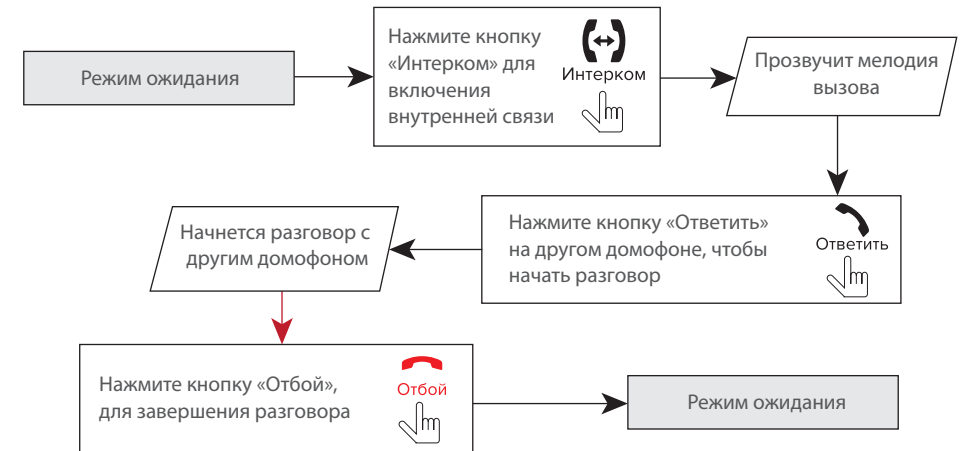 Режим ожидания
Нажмите кнопку
«Интерком» для
включения
внутренней связи
Интерком
Прозвучит мелодия
вызова
Нажмите кнопку «Ответить»
на другом домофоне, чтобы
начать разговор
Ответить
Начнется разговор с
другим домофоном
Нажмите кнопку «Отбой»,
для завершения разговора
Отбой
Режим ожидания